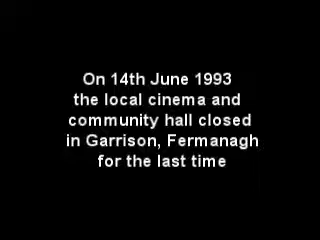 On 14th June 1993
the local cinema and
community hall closed
in Garrison, Fermanagh
for the last time